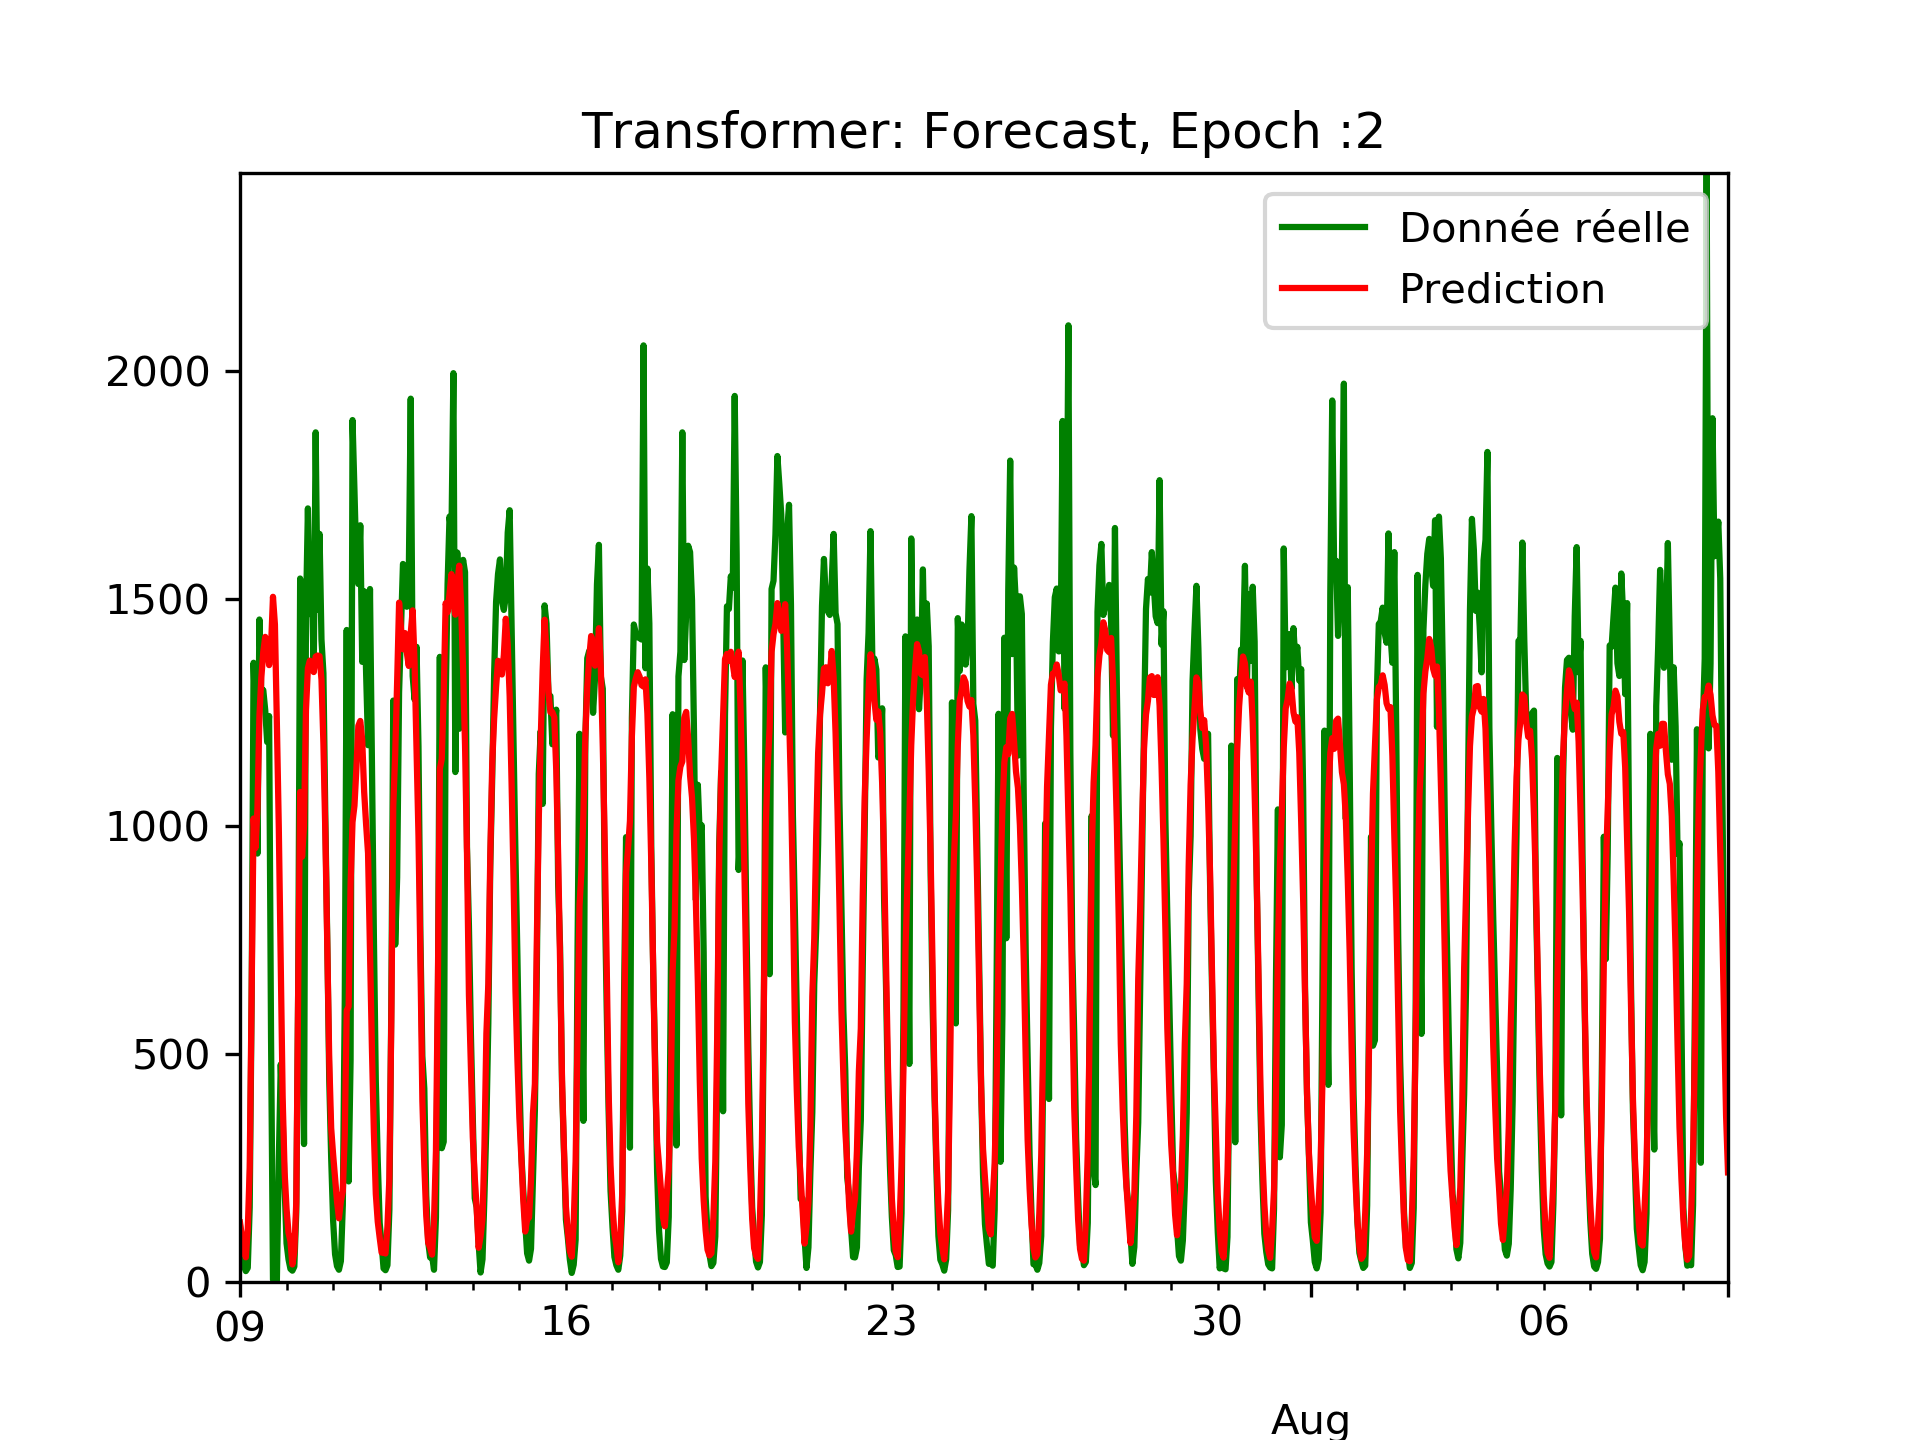 Transformer: Forecast, Epoch :2
Donnée réelle
Prediction
2000
1500
1000
500
0
09 16 23 30 06
Aug